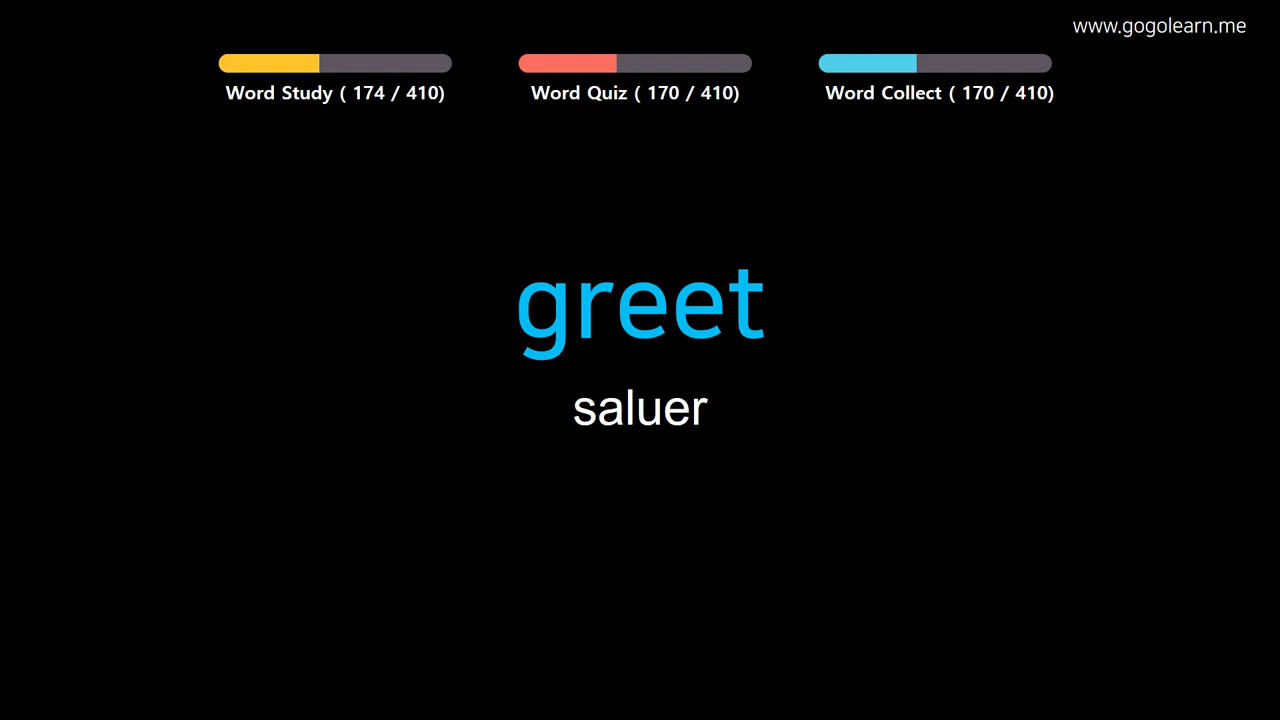 www.gogolearn.me
Word Study ( 174 / 410)
Word Quiz ( 170 / 410)
Word Collect ( 170 / 410)
greet
saluer